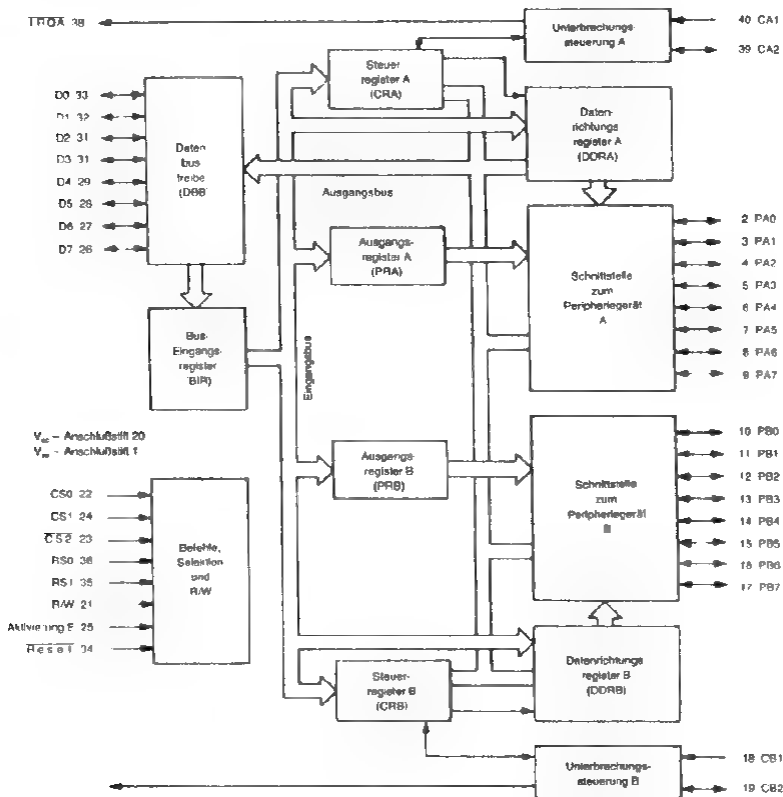 IRQA 38
Unterbrechungs
steuerung A
40 CA1
39 CA2
Steuer
register A
(CRA)
D0 33
D1 32
D2 31
D3 31
D4 29
D5 28
D6 27
D7 26
Daten
bus
treibe
(DBB)
Daten-
richtungs
register A
(DDRA)
Ausgangsbus
Ausgangs-
register A
(PRA)
Schnittstelle
zum
Peripheriegerät
A
2 PA0
3 PA1
4 PA2
5 PA3
6 PA4
7 PA5
8 PA6
9 PA7
Bus-
Eingangs-
register
BIR)
Eingangsbus
– Anschlußstift 20
– Anschlußstift 1
Ausgangs
register B
(PRB)
Schnittstelle
zum
Peripheriegerät
B
10 PB0
11 PB1
12 PB2
13 PB3
14 PB4
15 PB5
16 PB6
17 PB7
CS0 22
CS1 24
CS2 23
RS0 36
RS1 35
R/W 21
Aktivierung E 25
Reset 34
Befehle,
Selektion
und
R/W
Steuer-
register B
(CRB)
Datenrichtungs
register B
(DDRB)
Unterbrechungs-
steuerung B
18 CB1
19 CB2